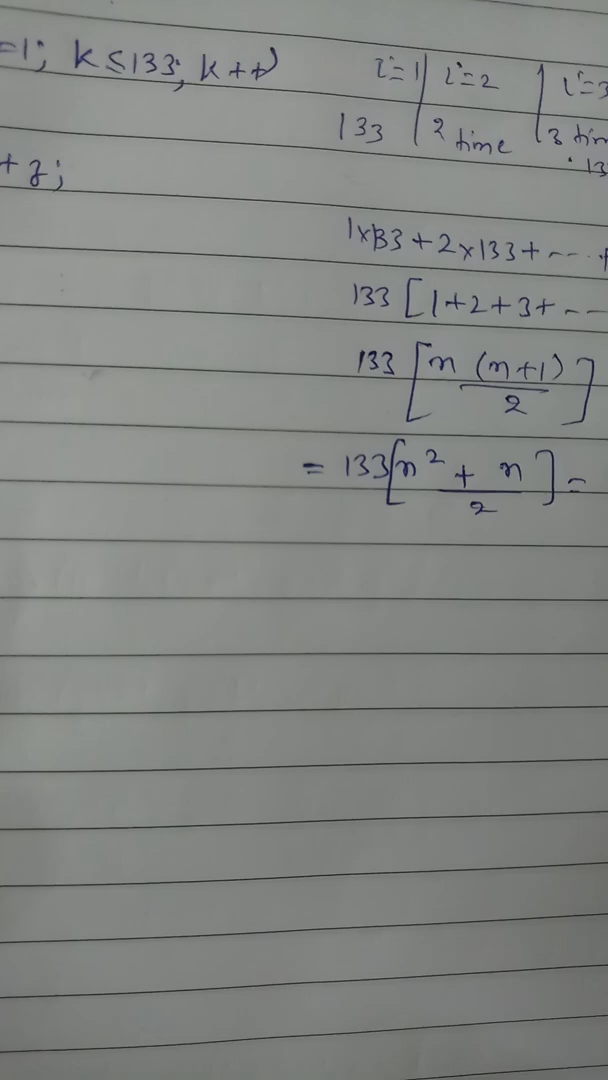 =1; K≤133; K++)
i=1 | i=2 | i=3
133 | 2 time | 3 tim
. 13
+ z;
1×133 + 2×133 + --- +
133 [1+2+3+--
133 [n (n+1) / 2]
= 133 [n² + n / 2] =